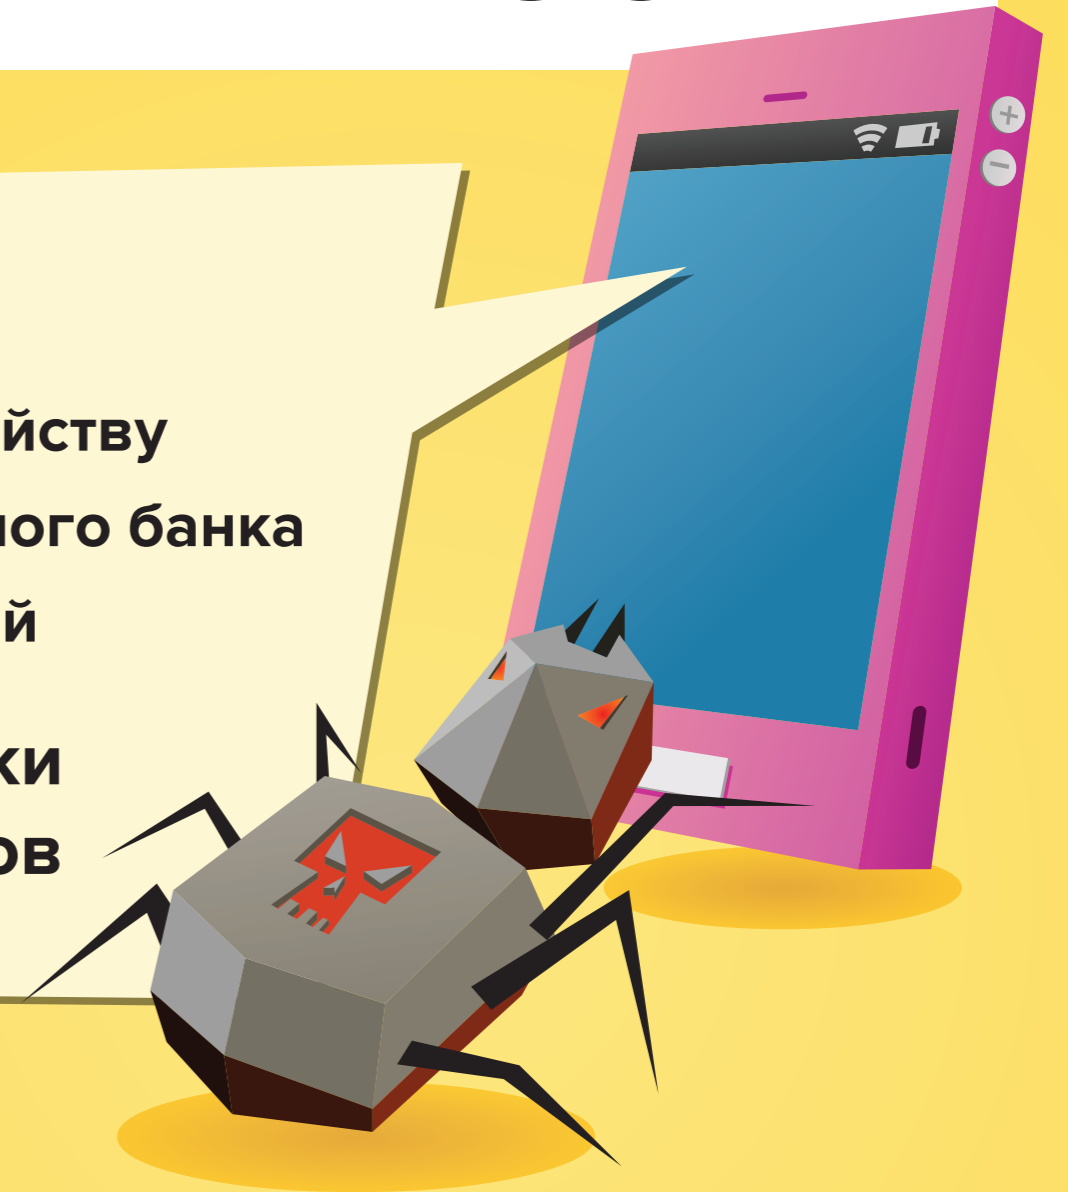 йству
ного банка
й
ки
ов